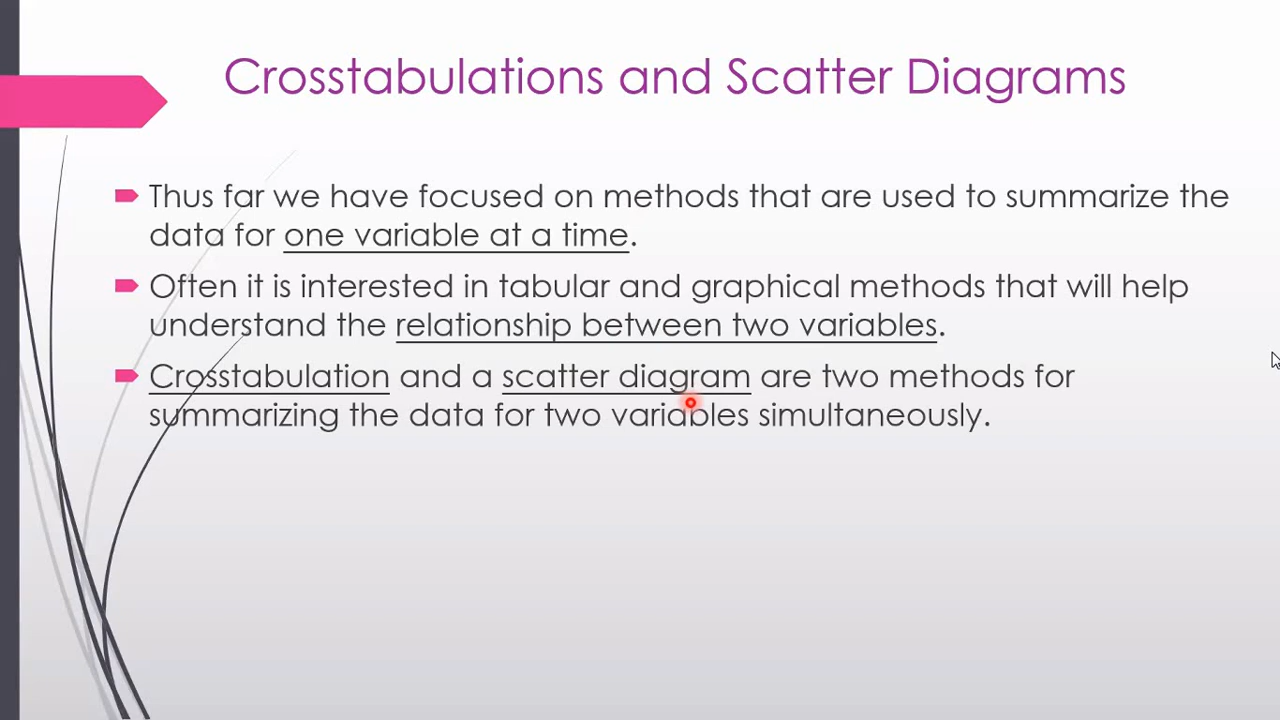 Crosstabulations and Scatter Diagrams
Thus far we have focused on methods that are used to summarize the
data for one variable at a time.
Often it is interested in tabular and graphical methods that will help
understand the relationship between two variables.
Crosstabulation and a scatter diagram are two methods for
summarizing the data for two variables simultaneously.